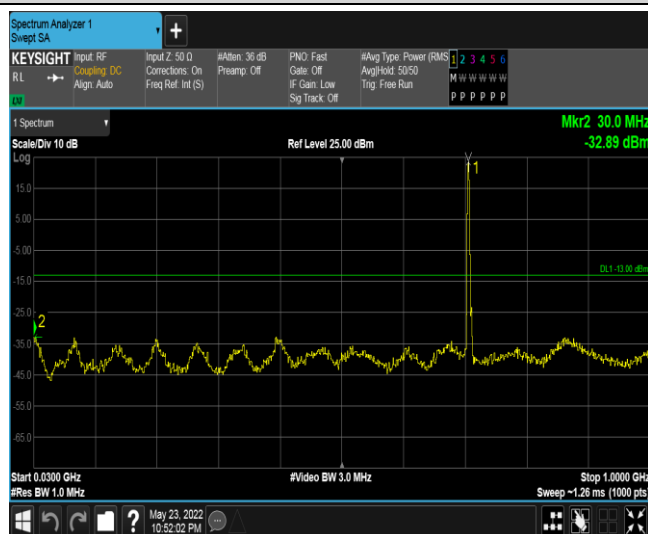 Spectrum Analyzer 1
Swept SA
+
KEYSIGHT
RL
LXI
Input: RF
Coupling: DC
Align: Auto
Input Z: 50 Ω
Corrections: On
Freq Ref: Int (S)
#Atten: 36 dB
Preamp: Off
PNO: Fast
Gate: Off
IF Gain: Low
Sig Track: Off
#Avg Type: Power (RMS
Avg|Hold: 50/50
Trig: Free Run
1 2 3 4 5 6
M W W W W W
P P P P P P
1 Spectrum
Scale/Div 10 dB
Ref Level 25.00 dBm
Mkr2 30.0 MHz
-32.89 dBm
Log
15.0
5.00
-5.00
-15.0
-25.0
-35.0
-45.0
-55.0
-65.0
1
2
DL1 -13.00 dBm
Start 0.0300 GHz
#Res BW 1.0 MHz
#Video BW 3.0 MHz
Stop 1.0000 GHz
Sweep ~1.26 ms (1000 pts)
?
May 23, 2022
10:52:02 PM